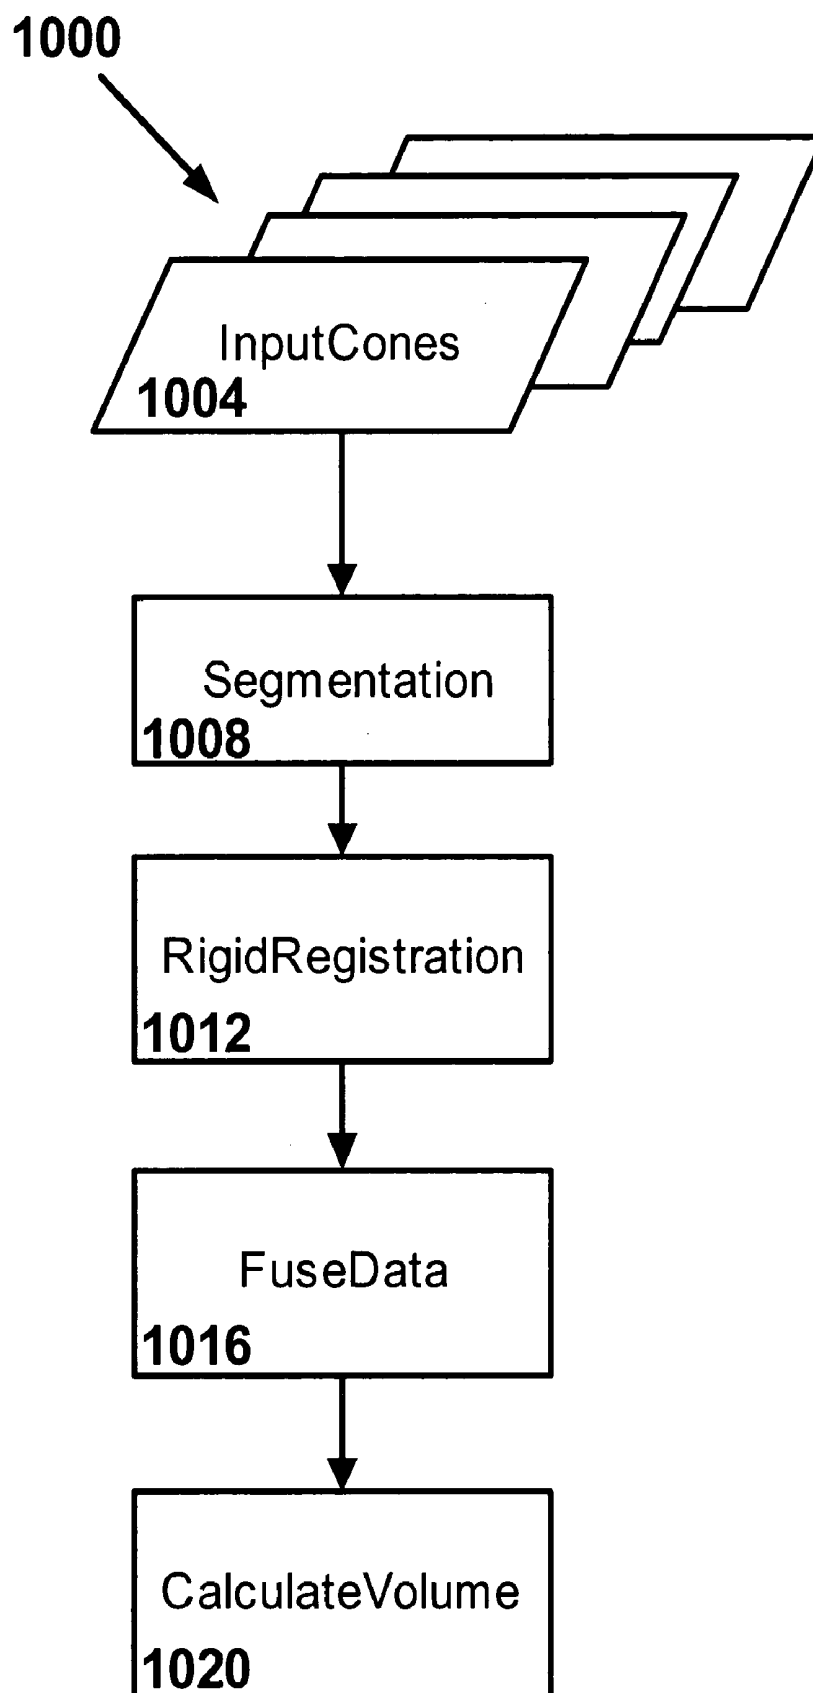 1000
InputCones
1004
Segmentation
1008
RigidRegistration
1012
FuseData
1016
CalculateVolume
1020